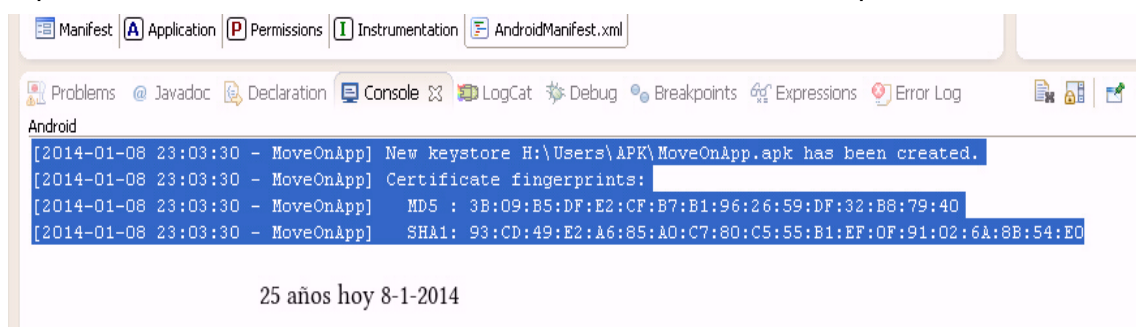 Manifest A Application P Permissions I Instrumentation AndroidManifest.xml
Problems @ Javadoc Declaration Console LogCat Debug Breakpoints Expressions Error Log
Android
[2014-01-08 23:03:30 - MoveOnApp] New keystore H:\Users\APK\MoveOnApp.apk has been created.
[2014-01-08 23:03:30 - MoveOnApp] Certificate fingerprints:
[2014-01-08 23:03:30 - MoveOnApp] MD5 : 3B:09:B5:DF:E2:CF:B7:B1:96:26:59:DF:32:B8:79:40
[2014-01-08 23:03:30 - MoveOnApp] SHA1: 93:CD:49:E2:A6:85:A0:C7:80:C5:55:B1:EF:0F:91:02:6A:8B:54:E0
25 años hoy 8-1-2014